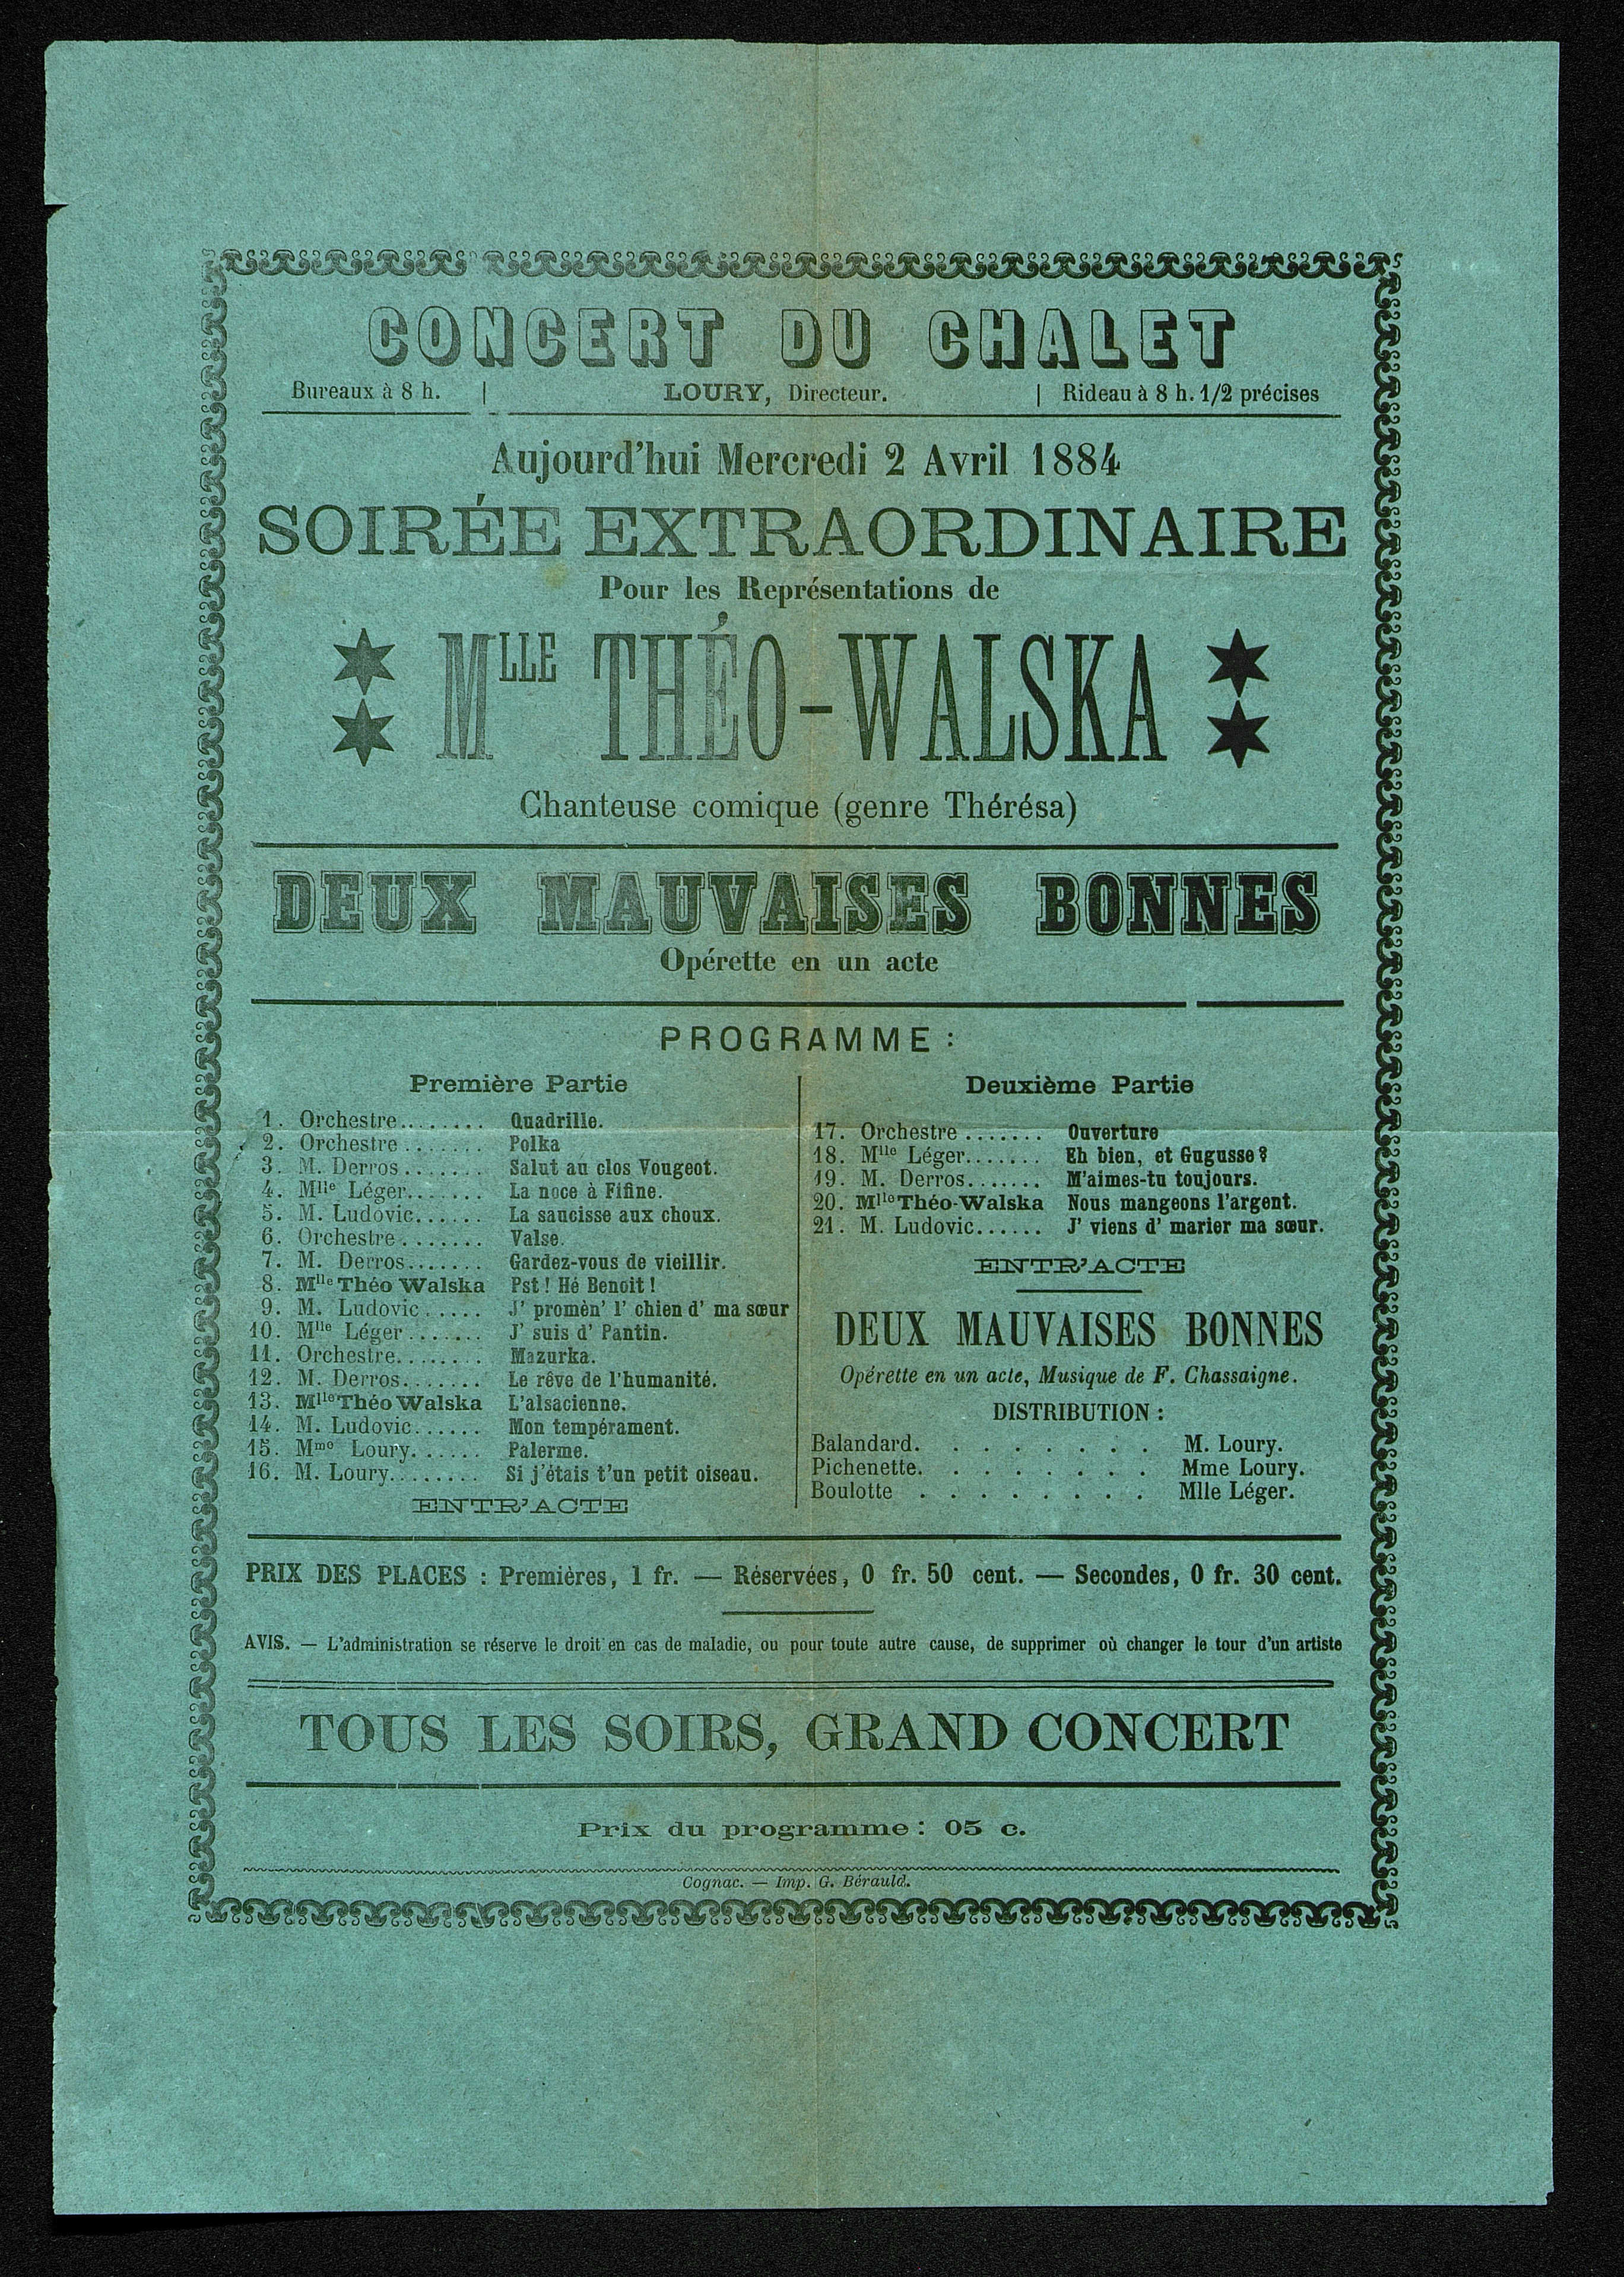 CONCERT DU CHALET
Bureaux à 8 h. | LOURY, Directeur. | Rideau à 8 h. 1/2 précises
Aujourd'hui Mercredi 2 Avril 1884
SOIRÉE EXTRAORDINAIRE
Pour les Représentations de
MLLE THÉO-WALSKA
Chanteuse comique (genre Thérésa)
DEUX MAUVAISES BONNES
Opérette en un acte
PROGRAMME :
Première Partie
1. Orchestre........ Quadrille.
2. Orchestre....... Polka
3. M. Derros....... Salut au clos Vougeot.
4. Mlle Léger....... La noce à Fifine.
5. M. Ludovic...... La saucisse aux choux.
6. Orchestre....... Valse.
7. M. Derros....... Gardez-vous de vieillir.
8. Mlle Théo Walska Pst ! Hé Benoit !
9. M. Ludovic..... J' promèn' l' chien d' ma sœur
10. Mlle Léger....... J' suis d' Pantin.
11. Orchestre........ Mazurka.
12. M. Derros....... Le rêve de l'humanité.
13. Mlle Théo Walska L'alsacienne.
14. M. Ludovic...... Mon tempérament.
15. Mme Loury...... Palerme.
16. M. Loury........ Si j'étais t'un petit oiseau.
ENTR'ACTE
Deuxième Partie
17. Orchestre....... Ouverture
18. Mlle Léger....... Eh bien, et Gugusse ?
19. M. Derros....... M'aimes-tu toujours.
20. Mlle Théo-Walska Nous mangeons l'argent.
21. M. Ludovic...... J' viens d' marier ma sœur.
ENTR'ACTE
DEUX MAUVAISES BONNES
Opérette en un acte, Musique de F. Chassaigne.
DISTRIBUTION :
Balandard. . . . . . . . M. Loury.
Pichenette. . . . . . . . Mme Loury.
Boulotte . . . . . . . . Mlle Léger.
PRIX DES PLACES : Premières, 1 fr. — Réservées, 0 fr. 50 cent. — Secondes, 0 fr. 30 cent.
AVIS. — L'administration se réserve le droit en cas de maladie, ou pour toute autre cause, de supprimer où changer le tour d'un artiste
TOUS LES SOIRS, GRAND CONCERT
Prix du programme : 05 c.
Cognac. — Imp. G. Bérauld.